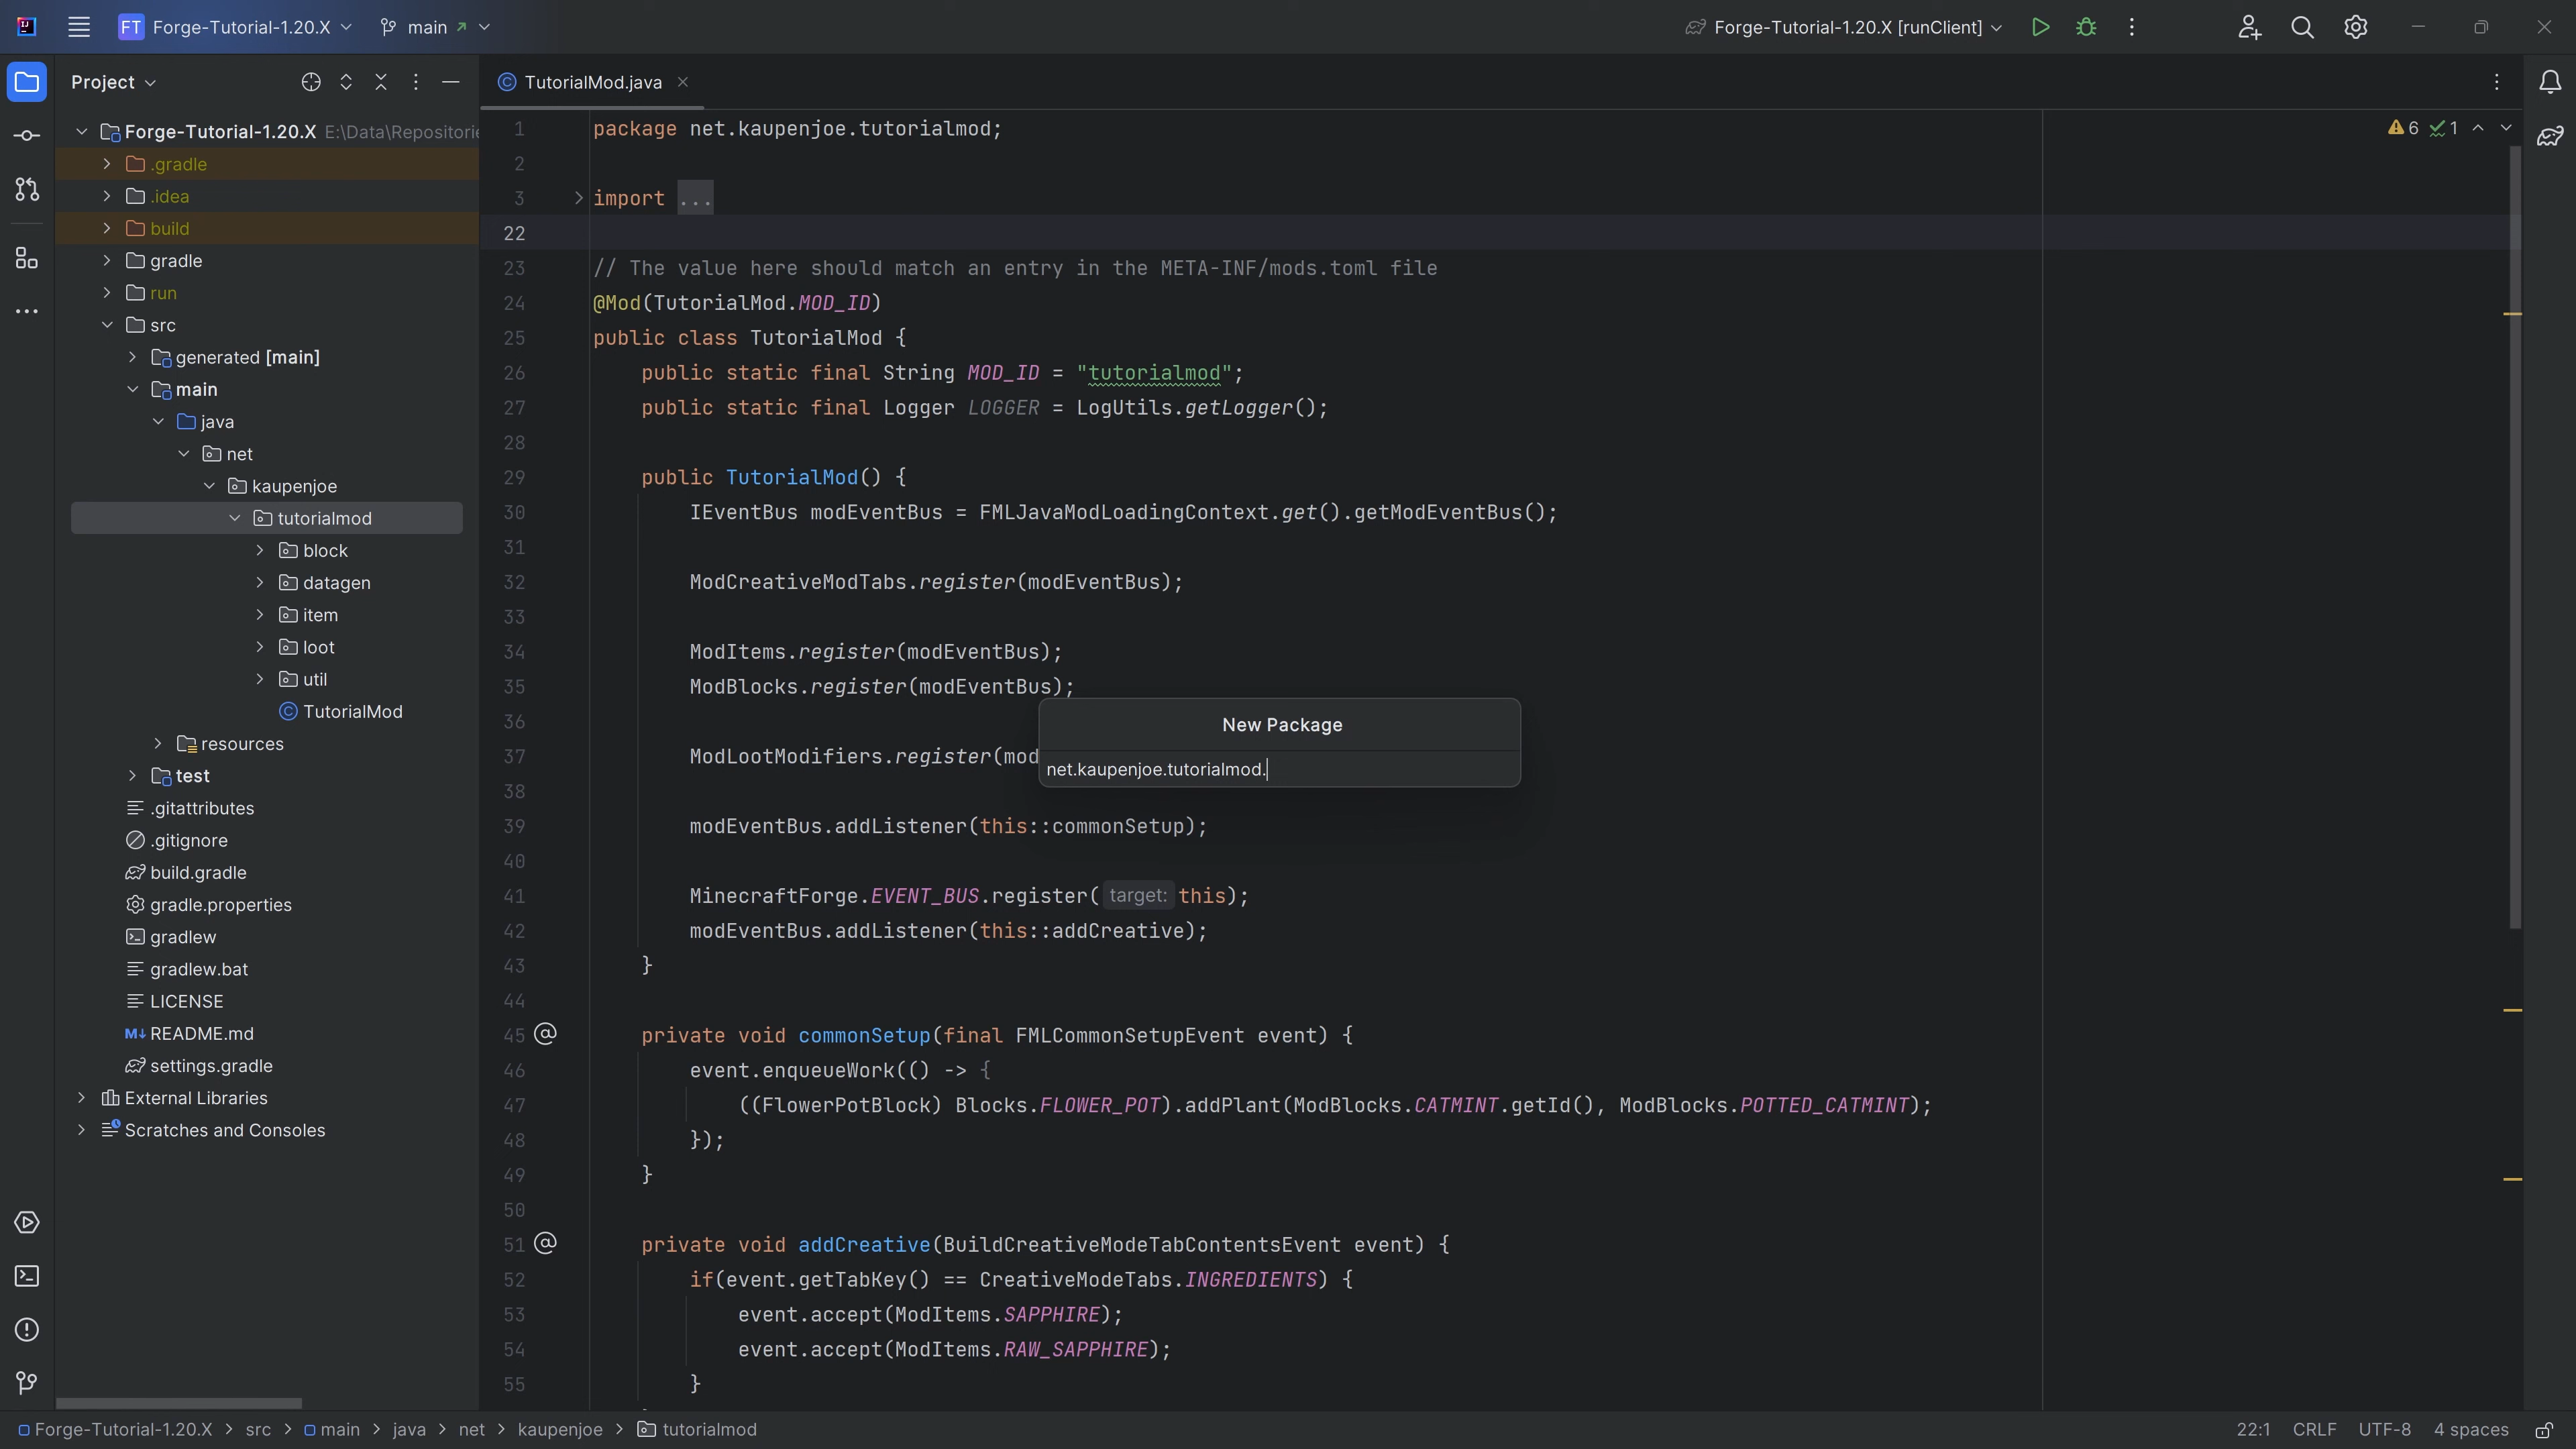 FT Forge-Tutorial-1.20.X main Forge-Tutorial-1.20.X [runClient]
Project
TutorialMod.java
Forge-Tutorial-1.20.X E:\Data\Repositorie
.gradle
.idea
build
gradle
run
src
generated [main]
main
java
net
kaupenjoe
tutorialmod
block
datagen
item
loot
util
TutorialMod
resources
test
.gitattributes
.gitignore
build.gradle
gradle.properties
gradlew
gradlew.bat
LICENSE
README.md
settings.gradle
External Libraries
Scratches and Consoles
6 1
1 package net.kaupenjoe.tutorialmod;
2
3 import ...
22
23 // The value here should match an entry in the META-INF/mods.toml file
24 @Mod(TutorialMod.MOD_ID)
25 public class TutorialMod {
26 public static final String MOD_ID = "tutorialmod";
27 public static final Logger LOGGER = LogUtils.getLogger();
28
29 public TutorialMod() {
30 IEventBus modEventBus = FMLJavaModLoadingContext.get().getModEventBus();
31
32 ModCreativeModTabs.register(modEventBus);
33
34 ModItems.register(modEventBus);
35 ModBlocks.register(modEventBus);
36
37 ModLootModifiers.register(mod
38
39 modEventBus.addListener(this::commonSetup);
40
41 MinecraftForge.EVENT_BUS.register( target: this);
42 modEventBus.addListener(this::addCreative);
43 }
44
45 private void commonSetup(final FMLCommonSetupEvent event) {
46 event.enqueueWork(() -> {
47 ((FlowerPotBlock) Blocks.FLOWER_POT).addPlant(ModBlocks.CATMINT.getId(), ModBlocks.POTTED_CATMINT);
48 });
49 }
50
51 private void addCreative(BuildCreativeModeTabContentsEvent event) {
52 if(event.getTabKey() == CreativeModeTabs.INGREDIENTS) {
53 event.accept(ModItems.SAPPHIRE);
54 event.accept(ModItems.RAW_SAPPHIRE);
55 }
New Package
net.kaupenjoe.tutorialmod.
Forge-Tutorial-1.20.X > src > main > java > net > kaupenjoe > tutorialmod
22:1 CRLF UTF-8 4 spaces